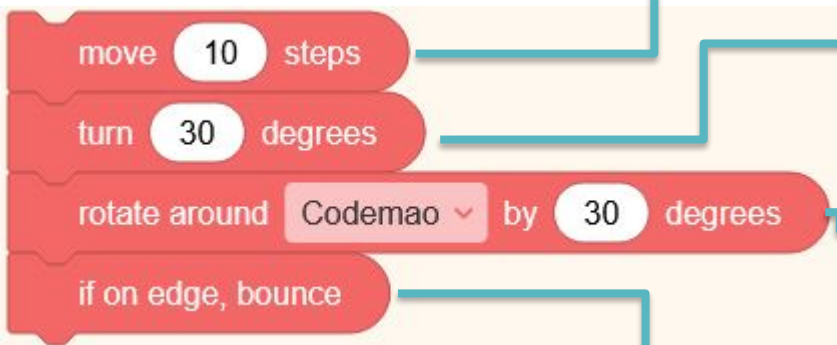 move 10 steps
turn 30 degrees
rotate around Codemao by 30 degrees
if on edge, bounce